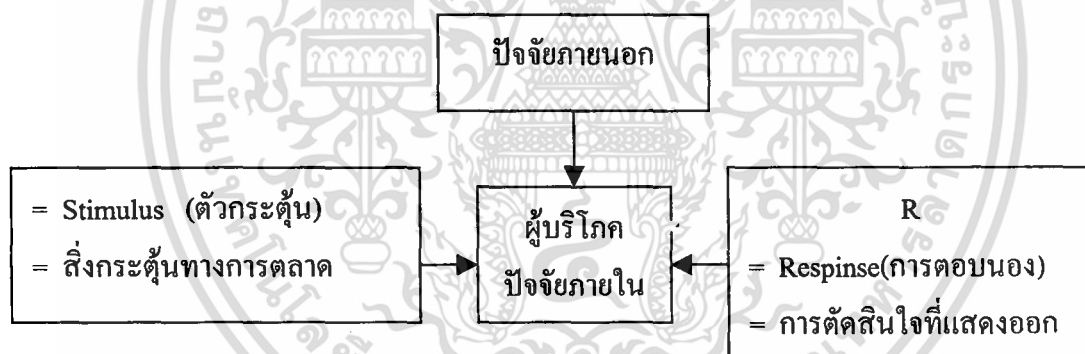 ปัจจัยภายนอก
= Stimulus (ตัวกระตุ้น)
= สิ่งกระตุ้นทางการตลาด
ผู้บริโภค
ปัจจัยภายใน
R
= Respinse(การตอบนอง)
= การตัดสินใจที่แสดงออก